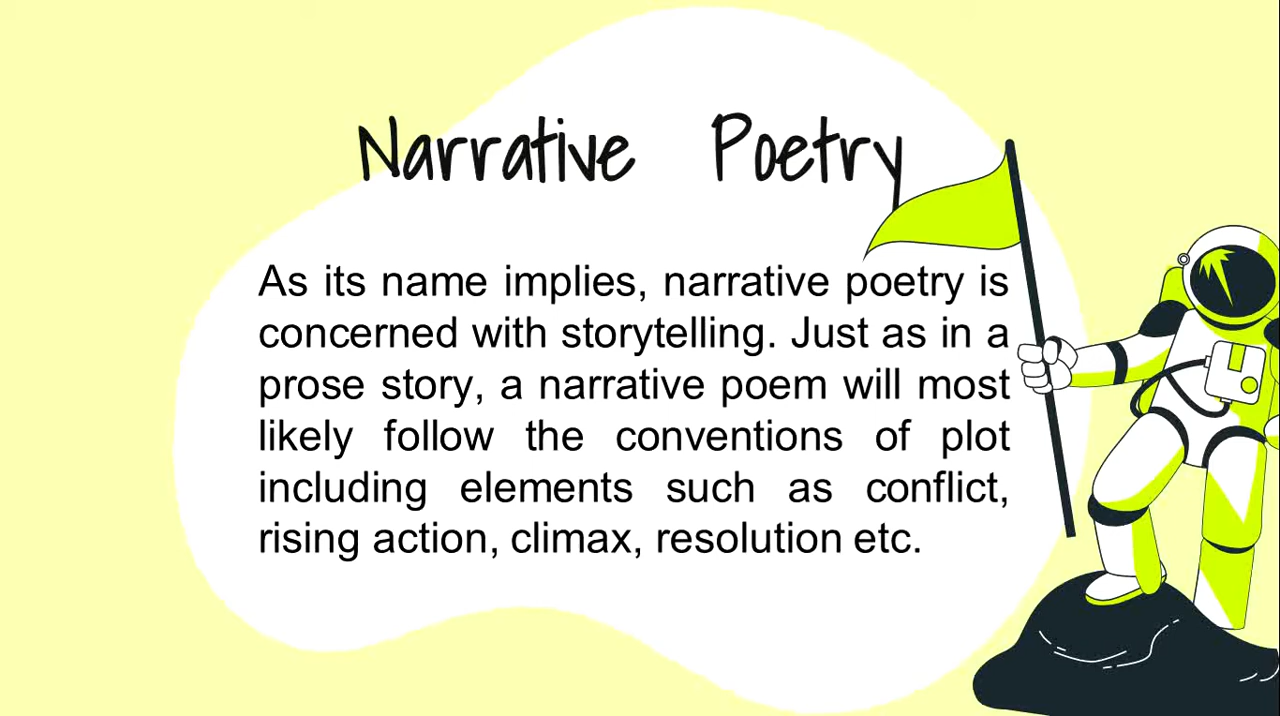 Narrative Poetry
As its name implies, narrative poetry is
concerned with storytelling. Just as in a
prose story, a narrative poem will most
likely follow the conventions of plot
including elements such as conflict,
rising action, climax, resolution etc.